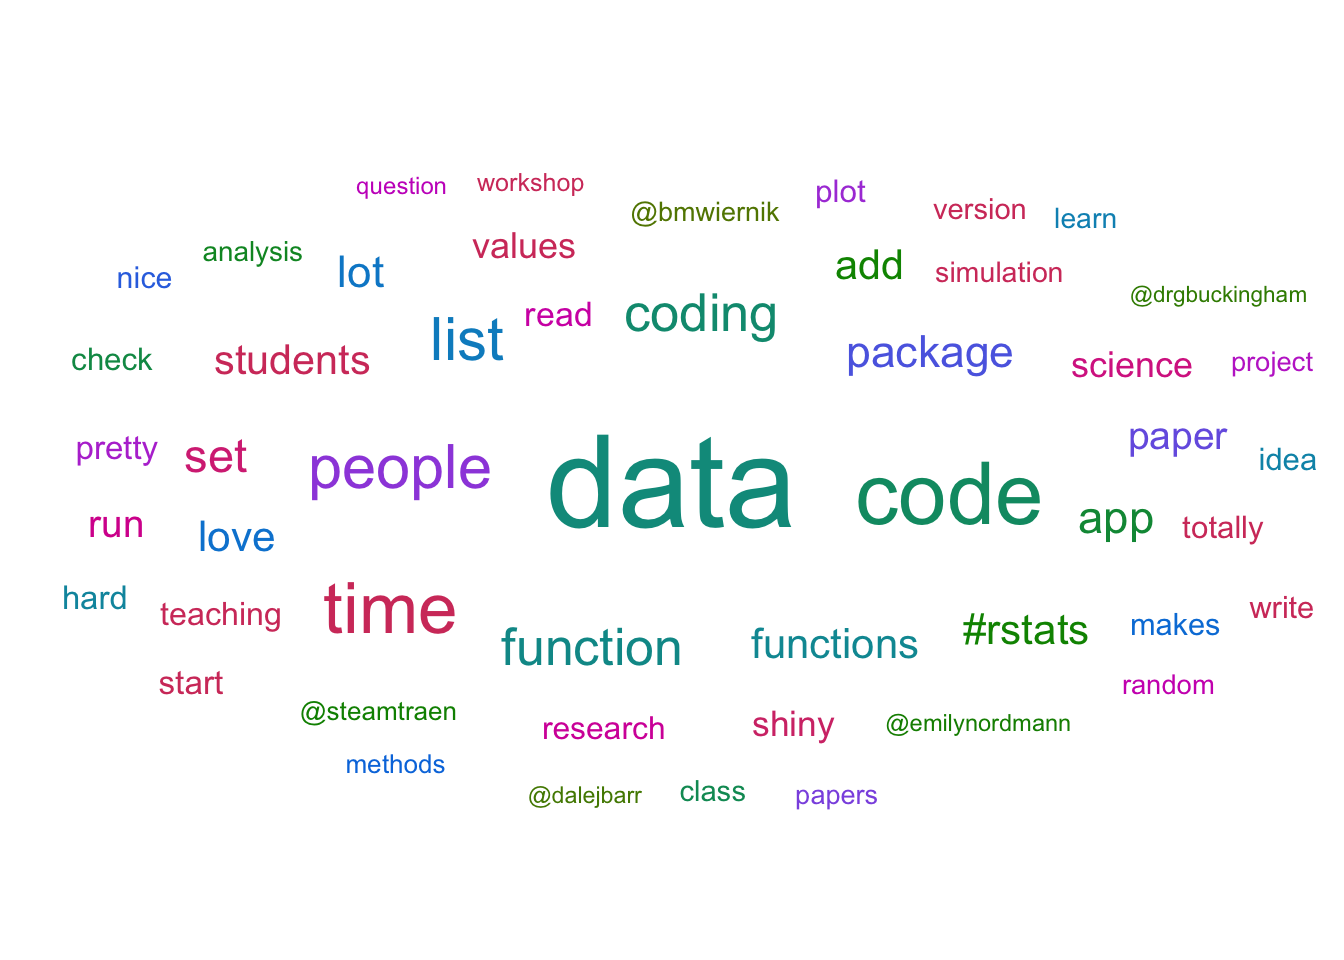 question
workshop
@bmwiernik
plot
version
learn
analysis
nice
lot
values
add
simulation
@drgbuckingham
check
students
list
read
coding
package
science
project
pretty
set
people
data
code
paper
idea
run
love
app
totally
hard
teaching
time
function
functions
#rstats
makes
write
start
random
@steamtraen
research
shiny
@emilynordmann
methods
@dalejbarr
class
papers